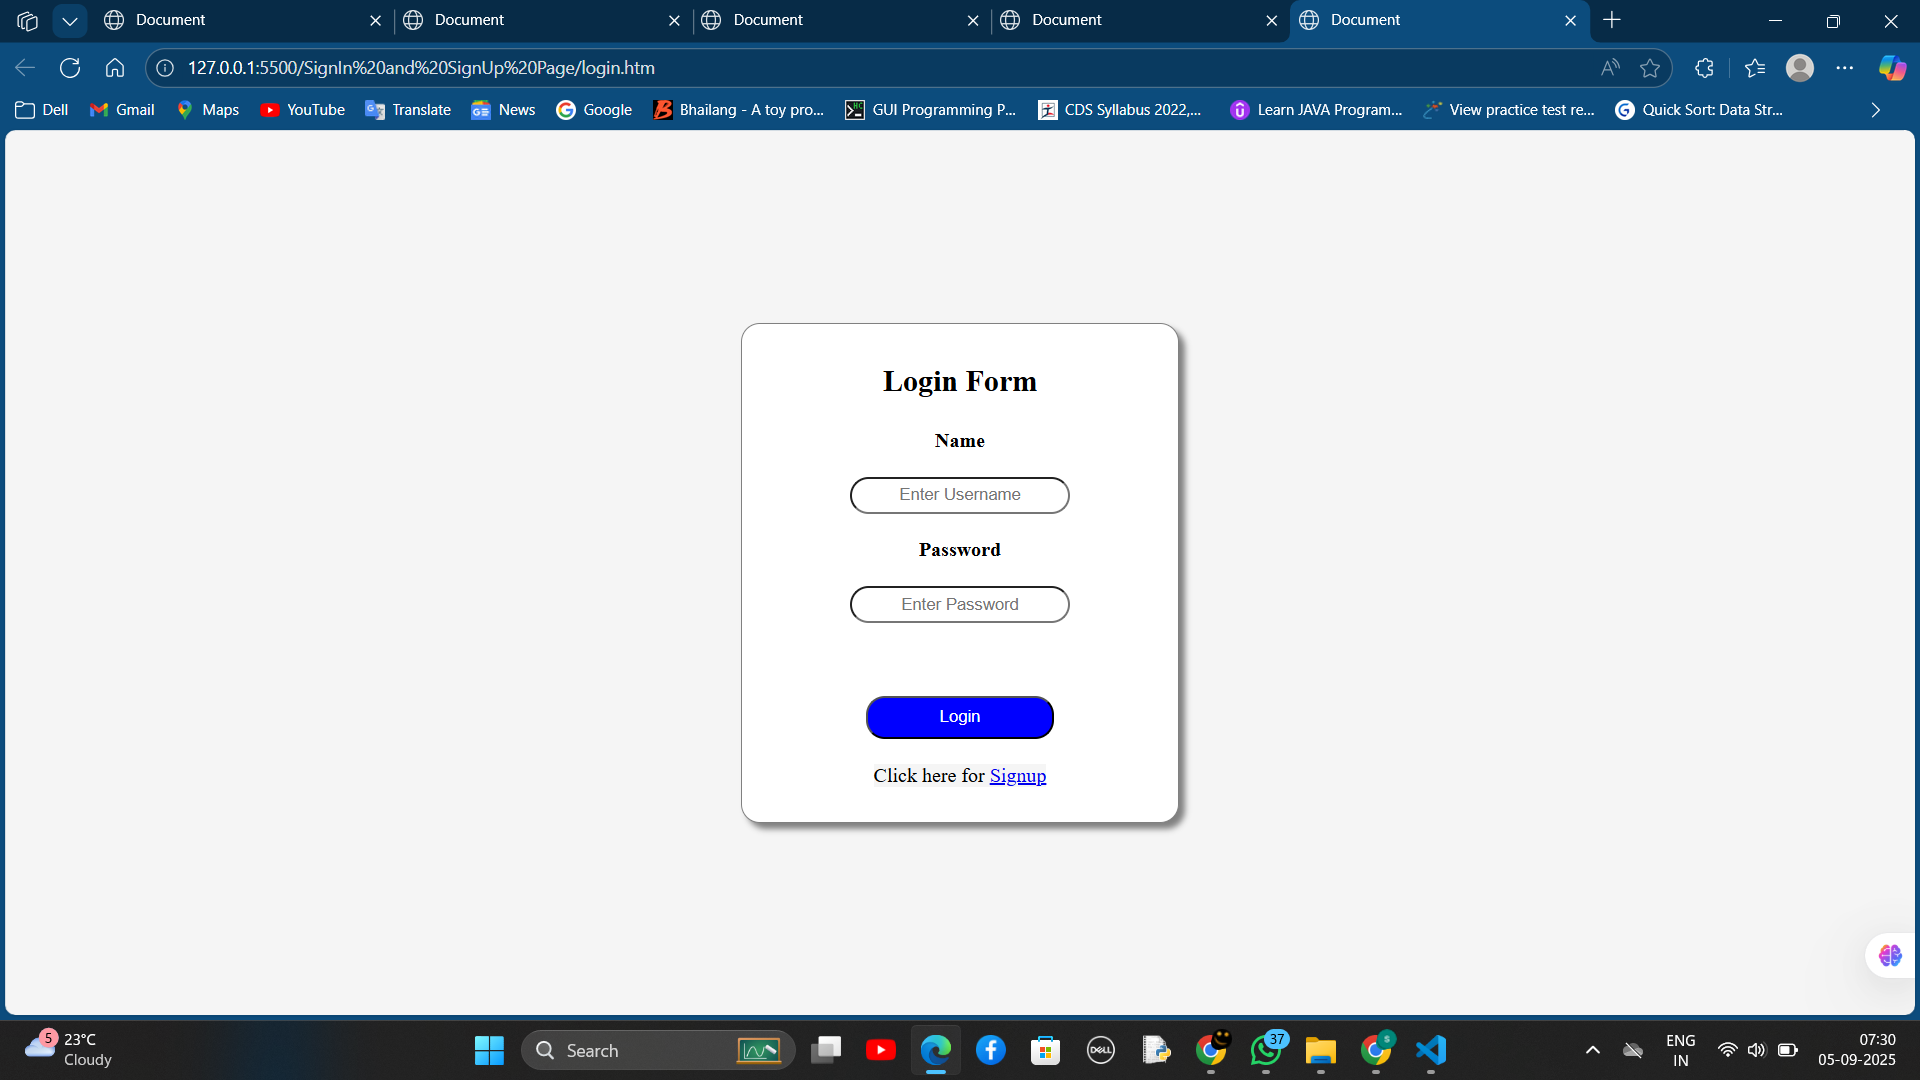 Document
Document
Document
Document
Document
127.0.0.1:5500/SignIn%20and%20SignUp%20Page/login.htm
Dell
Gmail
Maps
YouTube
Translate
News
Google
Bhailang - A toy pro...
GUI Programming P...
CDS Syllabus 2022,...
Learn JAVA Program...
View practice test re...
Quick Sort: Data Str...
Login Form
Name
Enter Username
Password
Enter Password
Login
Click here for Signup
5
23°C
Cloudy
Search
DELL
37
S
ENG
IN
07:30
05-09-2025